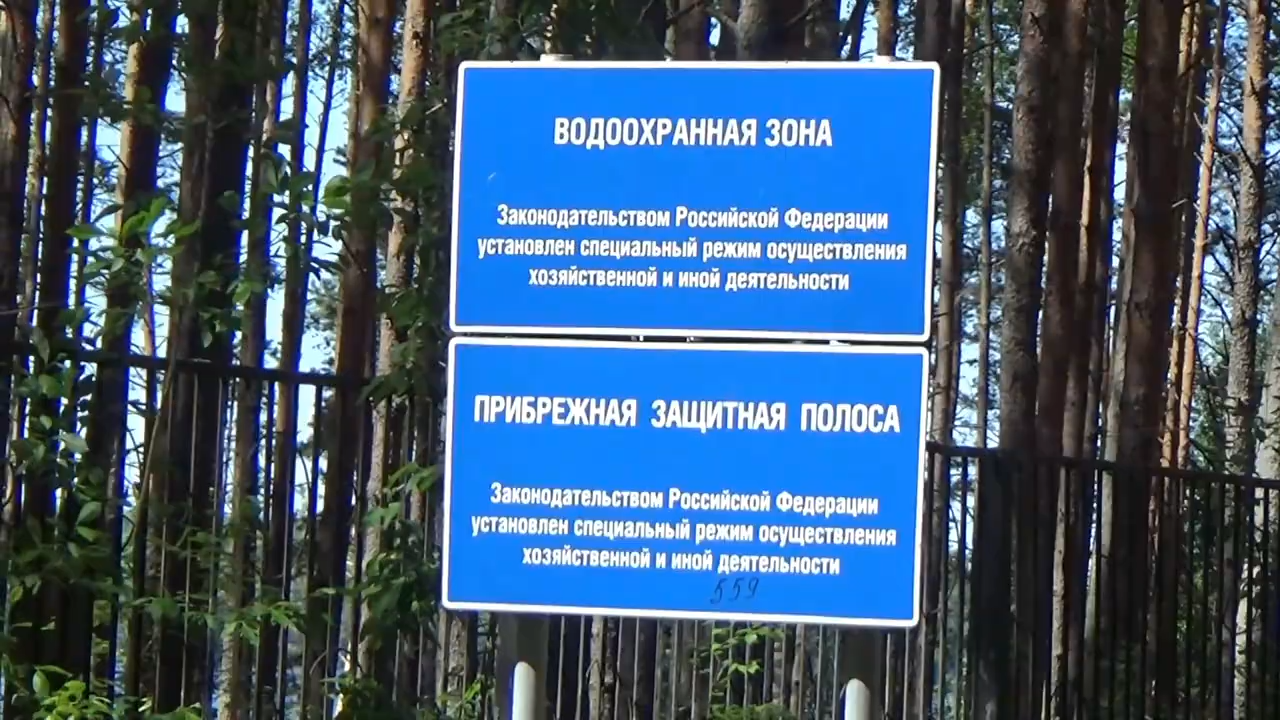 ВОДООХРАННАЯ ЗОНА
Законодательством Российской Федерации
установлен специальный режим осуществления
хозяйственной и иной деятельности
ПРИБРЕЖНАЯ ЗАЩИТНАЯ ПОЛОСА
Законодательством Российской Федерации
установлен специальный режим осуществления
хозяйственной и иной деятельности
559